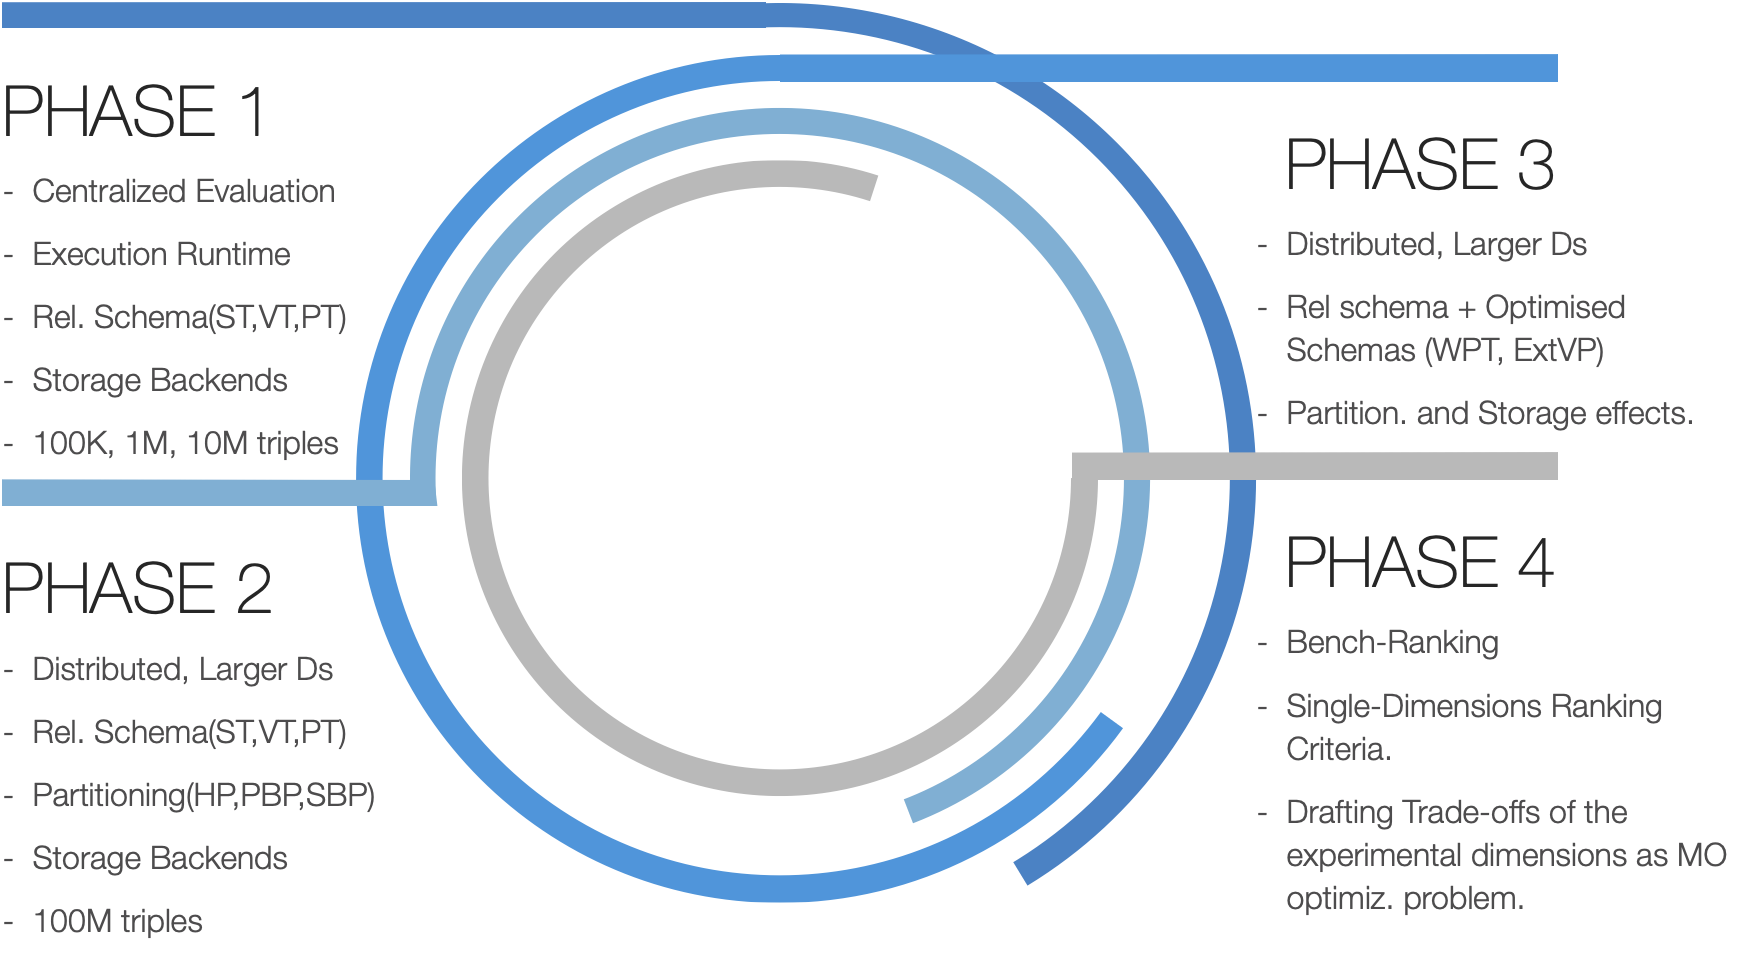 PHASE 1
- Centralized Evaluation
- Execution Runtime
- Rel. Schema(ST,VT,PT)
- Storage Backends
- 100K, 1M, 10M triples
PHASE 2
- Distributed, Larger Ds
- Rel. Schema(ST,VT,PT)
- Partitioning(HP,PBP,SBP)
- Storage Backends
- 100M triples
PHASE 3
- Distributed, Larger Ds
- Rel schema + Optimised
Schemas (WPT, ExtVP)
- Partition. and Storage effects.
PHASE 4
- Bench-Ranking
- Single-Dimensions Ranking
Criteria.
- Drafting Trade-offs of the
experimental dimensions as MO
optimiz. problem.